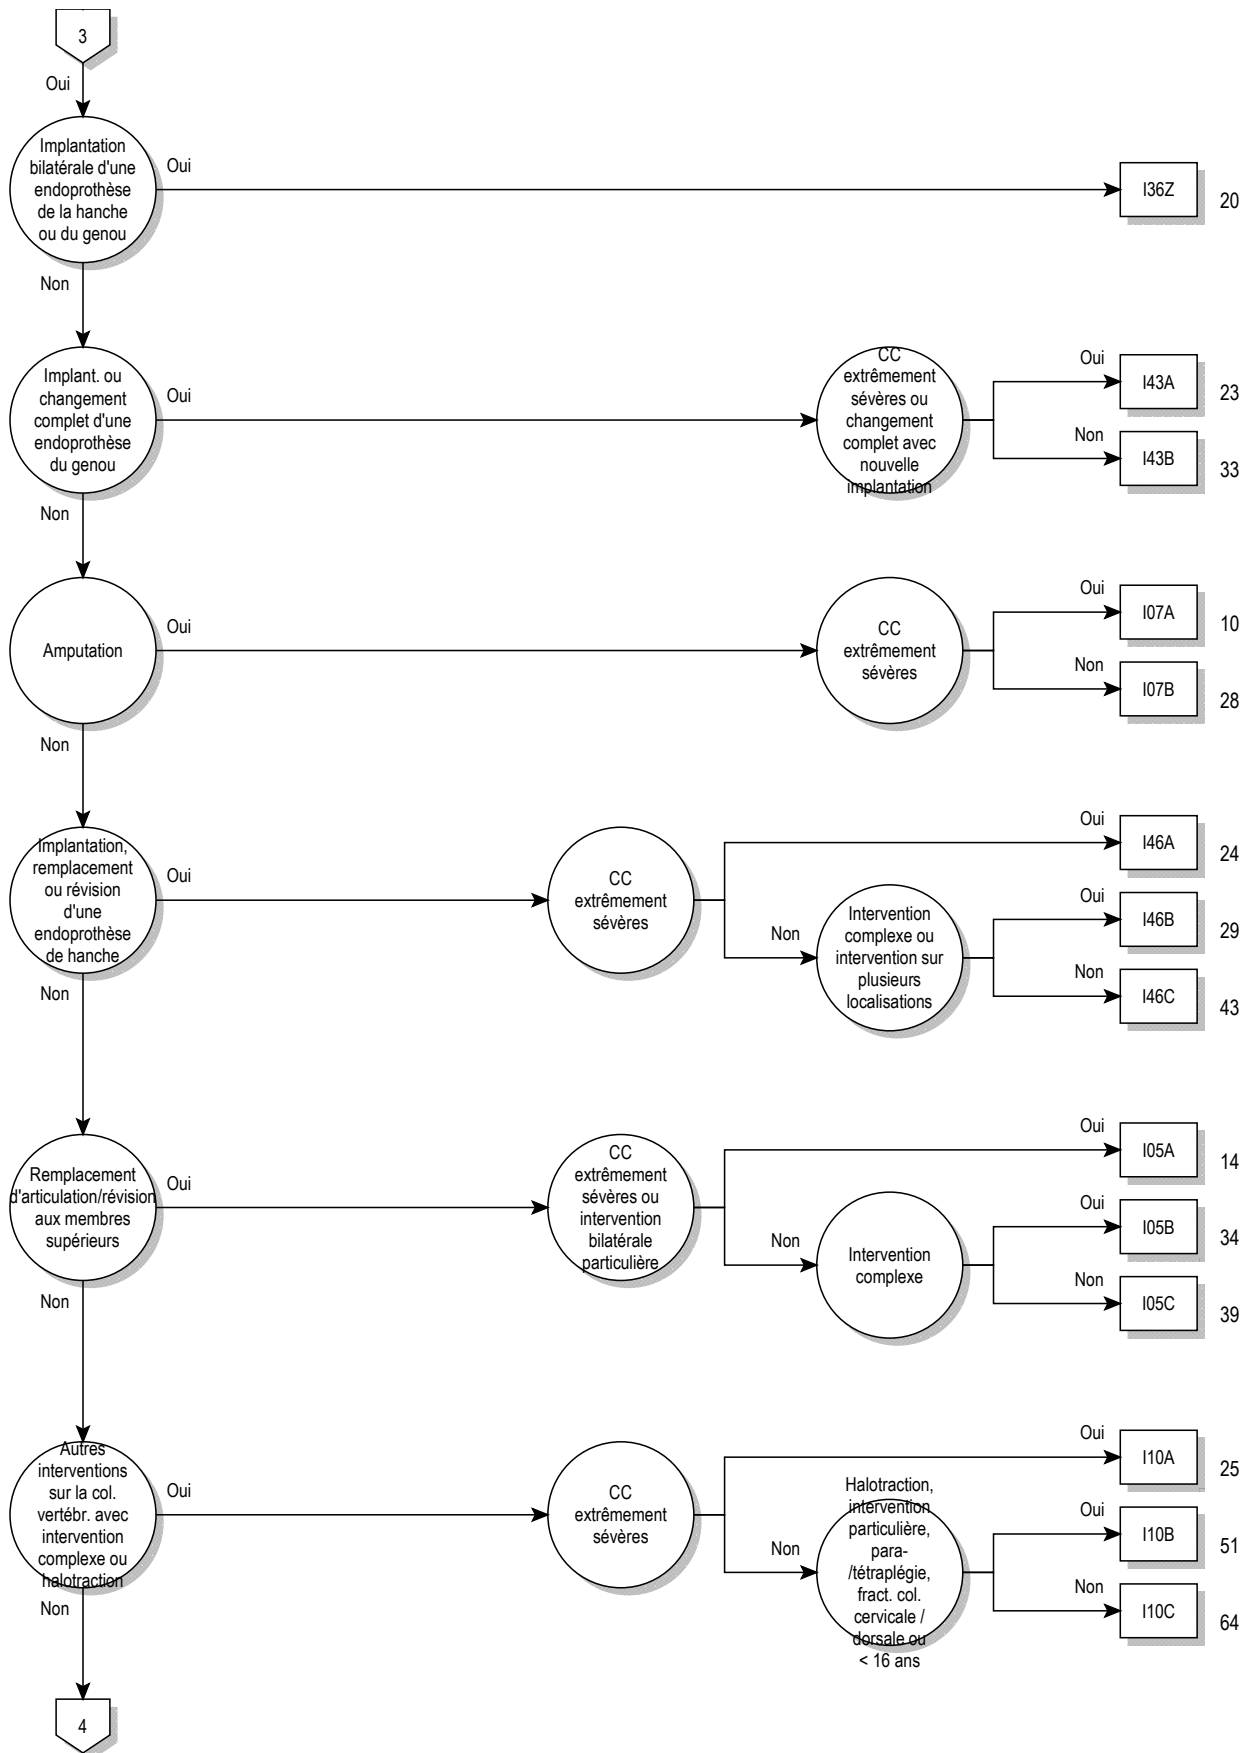 3
Oui
Implantation
bilatérale d'une
endoprothèse
de la hanche
ou du genou
Oui
I36Z
20
Non
Implant. ou
changement
complet d'une
endoprothèse
du genou
Oui
CC
extrêmement
sévères ou
changement
complet avec
nouvelle
implantation
Oui
I43A
23
Non
I43B
33
Non
Amputation
Oui
CC
extrêmement
sévères
Oui
I07A
10
Non
I07B
28
Non
Implantation,
remplacement
ou révision
d'une
endoprothèse
de hanche
Oui
CC
extrêmement
sévères
Oui
I46A
24
Non
Intervention
complexe ou
intervention sur
plusieurs
localisations
Oui
I46B
29
Non
I46C
43
Non
Remplacement
d'articulation/révision
aux membres
supérieurs
Oui
CC
extrêmement
sévères ou
intervention
bilatérale
particulière
Oui
I05A
14
Non
Intervention
complexe
Oui
I05B
34
Non
I05C
39
Non
Autres
interventions
sur la col.
vertébr. avec
intervention
complexe ou
halotraction
Oui
CC
extrêmement
sévères
Oui
I10A
25
Non
Halotraction,
intervention
particulière,
para-
/tétraplégie,
fract. col.
cervicale /
dorsale ou
< 16 ans
Oui
I10B
51
Non
I10C
64
Non
4